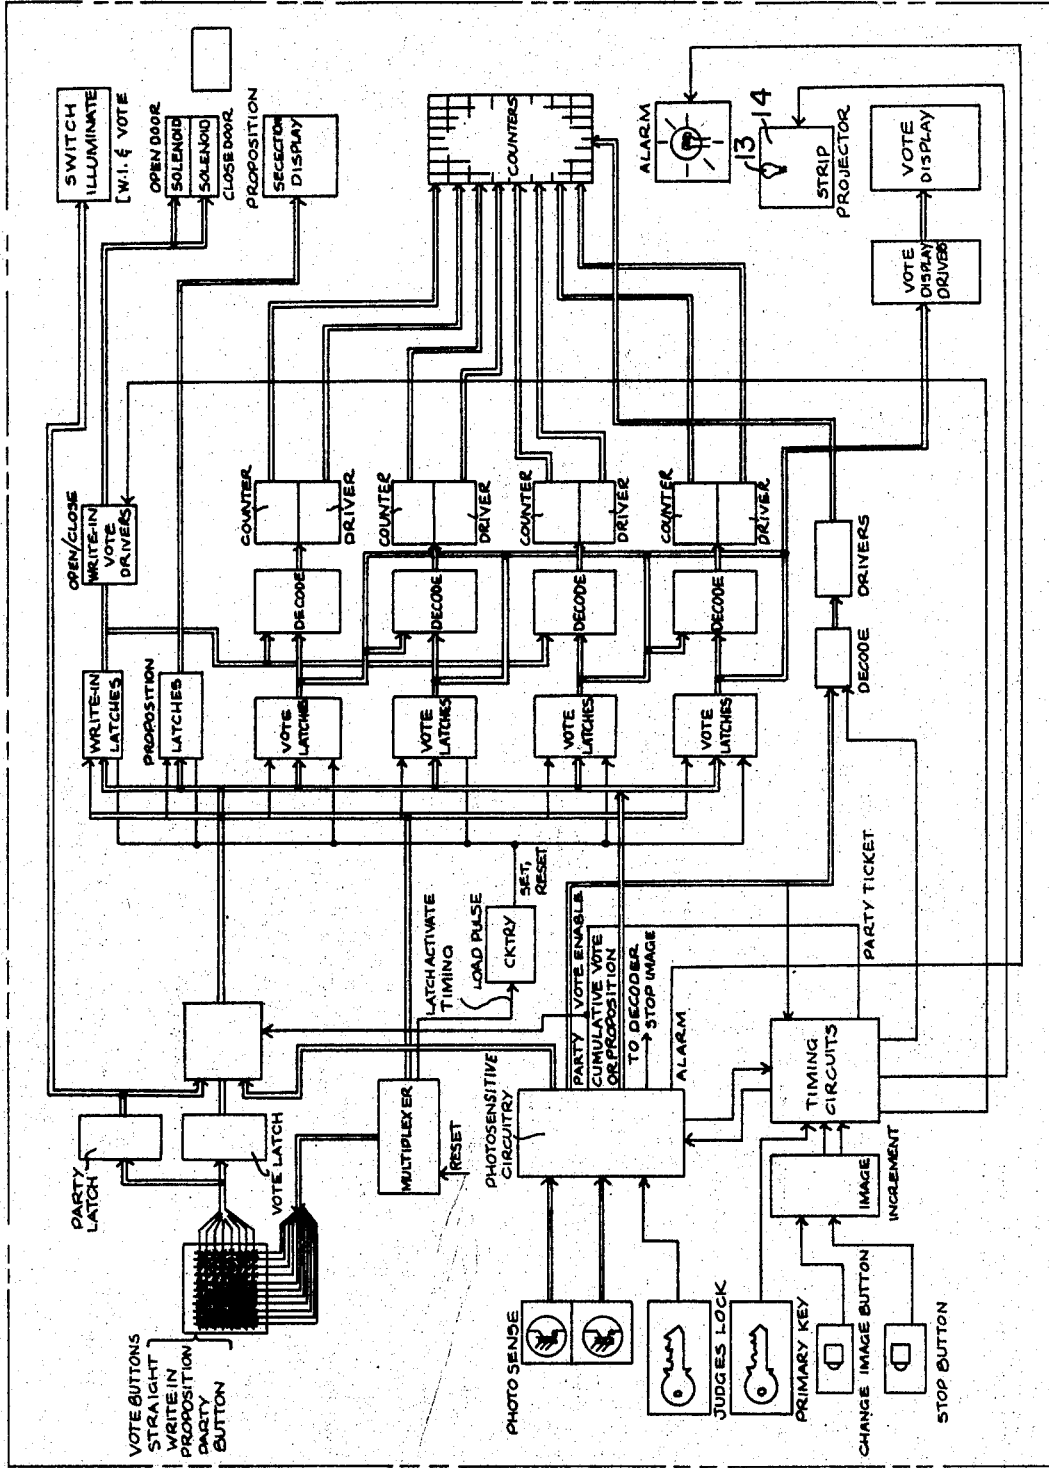 SWITCH
ILLUMINATE
[W.I. & VOTE
OPEN DOOR
SOLENOID
SOLENOID
CLOSE DOOR
PROPOSITION
SECECTOR
DISPLAY
COUNTERS
ALARM
13
14
STRIP
PROJECTOR
VOTE
DISPLAY
VOTE
DISPLAY
DRIVERS
OPEN/CLOSE
WRITE-IN
VOTE
DRIVERS
COUNTER
DRIVER
COUNTER
DRIVER
COUNTER
DRIVER
COUNTER
DRIVER
DRIVERS
DECODE
DECODE
DECODE
DECODE
DECODE
WRITE-IN
LATCHES
PROPOSITION
LATCHES
VOTE
LATCHES
VOTE
LATCHES
VOTE
LATCHES
VOTE
LATCHES
LATCH ACTIVATE
TIMING
LOAD PULSE
CKTRY
SET,
RESET
PARTY VOTE ENABLE
CUMULATIVE VOTE
OR PROPOSITION
TO DECODER
STOP IMAGE
ALARM
PARTY TICKET
PARTY
LATCH
VOTE LATCH
MULTIPLEXER
RESET
PHOTOSENSITIVE
CIRCUITRY
TIMING
CIRCUITS
IMAGE
INCREMENT
VOTE BUTTONS
STRAIGHT
WRITE IN
PROPOSITION
PARTY
BUTTON
PHOTO SENSE
JUDGES LOCK
PRIMARY KEY
CHANGE IMAGE BUTTON
STOP BUTTON